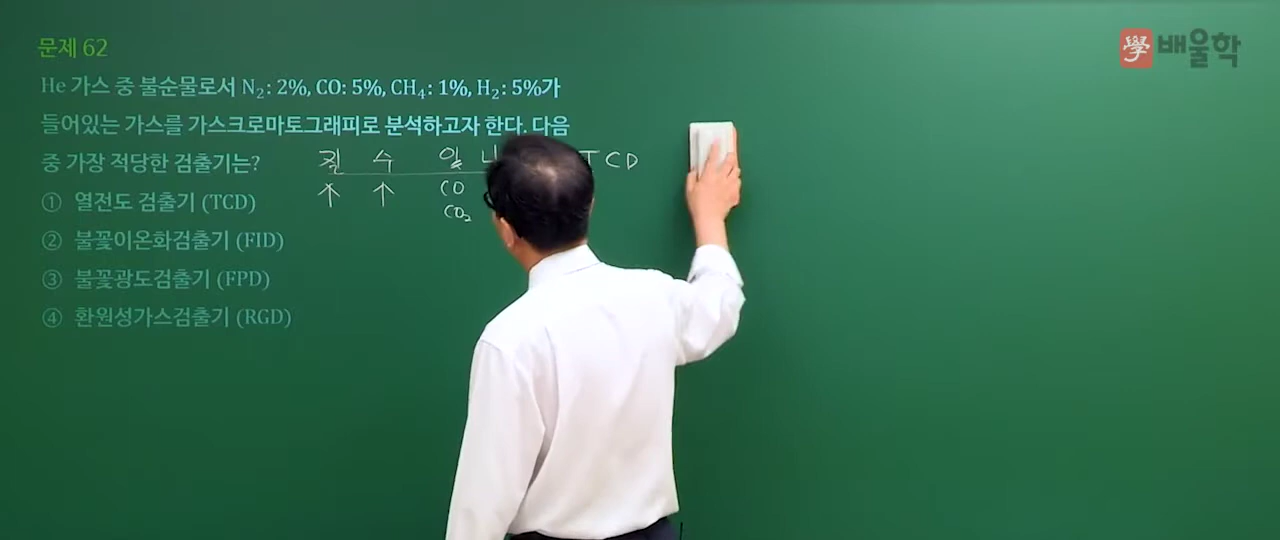 學 배울학
문제 62
He 가스 중 불순물로서 N₂: 2%, CO: 5%, CH₄: 1%, H₂: 5%가
들어있는 가스를 가스크로마토그래피로 분석하고자 한다. 다음
중 가장 적당한 검출기는?
질 수 일 TCD
↑ ↑ CO
CO₂
① 열전도 검출기 (TCD)
② 불꽃이온화검출기 (FID)
③ 불꽃광도검출기 (FPD)
④ 환원성가스검출기 (RGD)